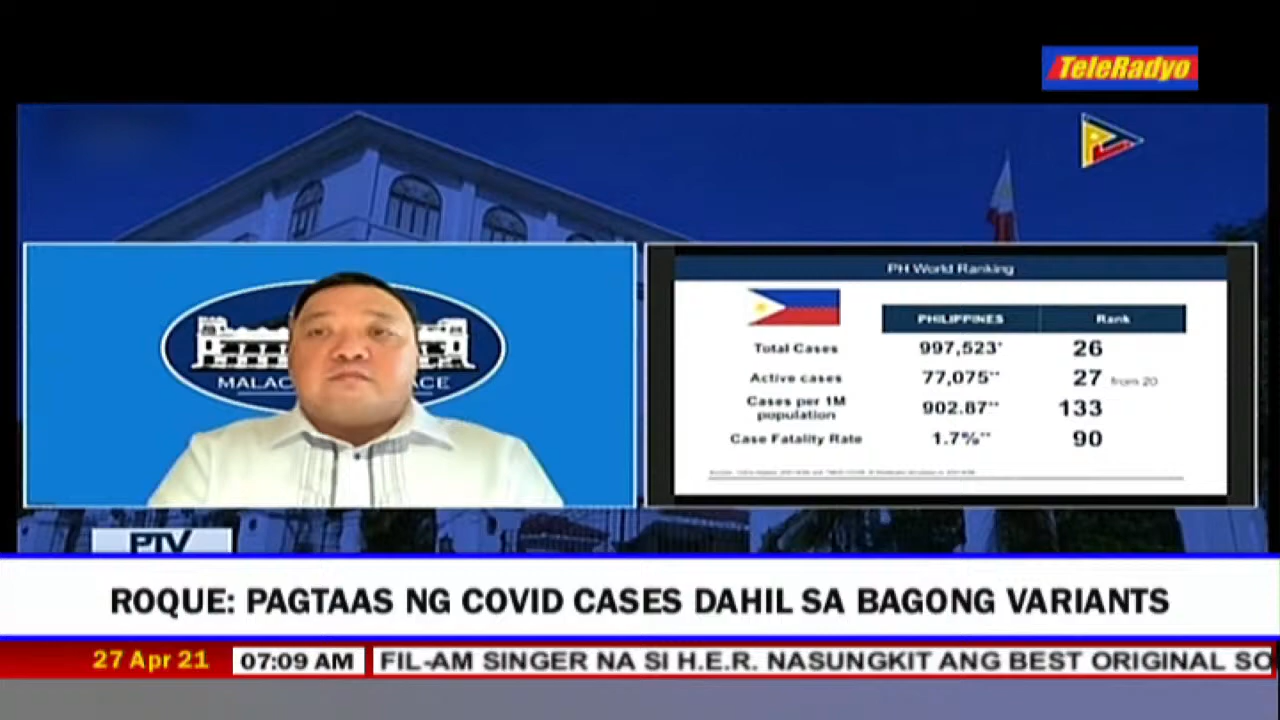 TeleRadyo
PH World Ranking
PHILIPPINES Rank
Total Cases 997,523* 26
Active cases 77,075** 27 from 20
Cases per 1M population 902.87** 133
Case Fatality Rate 1.7%** 90
MALAC CE
PTV
ROQUE: PAGTAAS NG COVID CASES DAHIL SA BAGONG VARIANTS
27 Apr 21 07:09 AM FIL-AM SINGER NA SI H.E.R. NASUNGKIT ANG BEST ORIGINAL SO